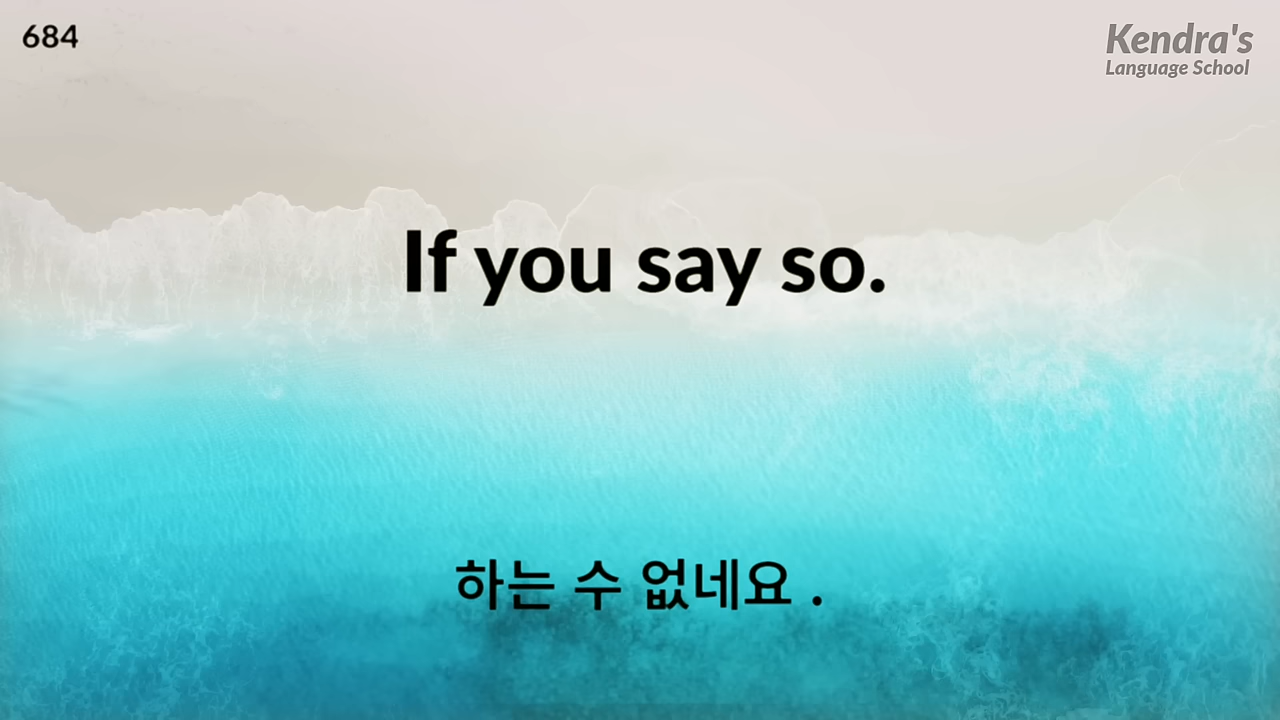 684
Kendra's
Language School
If you say so.
하는 수 없네요 .